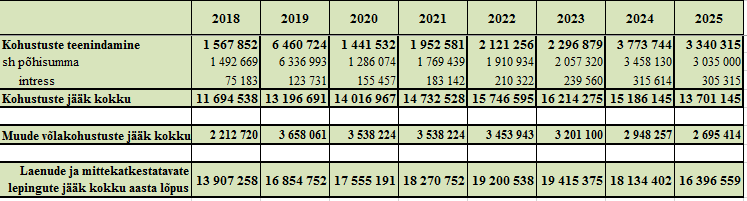 2018 2019 2020 2021 2022 2023 2024 2025
Kohustuste teenindamine 1 567 852 6 460 724 1 441 532 1 952 581 2 121 256 2 296 879 3 773 744 3 340 315
sh põhisumma 1 492 669 6 336 993 1 286 074 1 769 439 1 910 934 2 057 320 3 458 130 3 035 000
intress 75 183 123 731 155 457 183 142 210 322 239 560 315 614 305 315
Kohustuste jääk kokku 11 694 538 13 196 691 14 016 967 14 732 528 15 746 595 16 214 275 15 186 145 13 701 145
Muude võlakohustuste jääk kokku 2 212 720 3 658 061 3 538 224 3 538 224 3 453 943 3 201 100 2 948 257 2 695 414
Laenude ja mittekatkestatavate
lepingute jääk kokku aasta lõpus 13 907 258 16 854 752 17 555 191 18 270 752 19 200 538 19 415 375 18 134 402 16 396 559